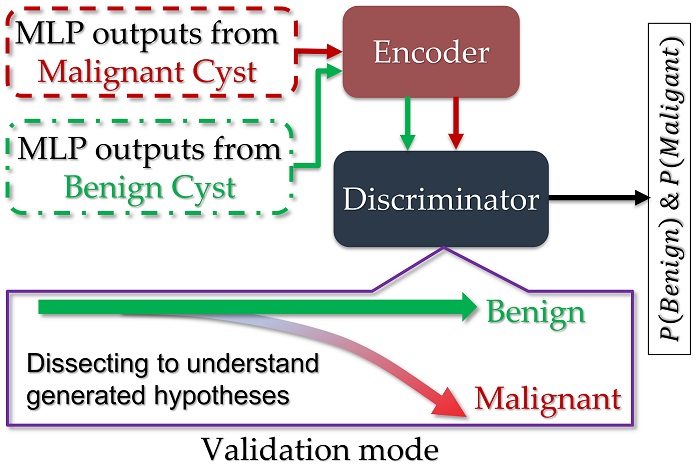 MLP outputs from
Malignant Cyst
Encoder
MLP outputs from
Benign Cyst
Discriminator
P(Benign) & P(Maligant)
Benign
Dissecting to understand
generated hypotheses
Malignant
Validation mode